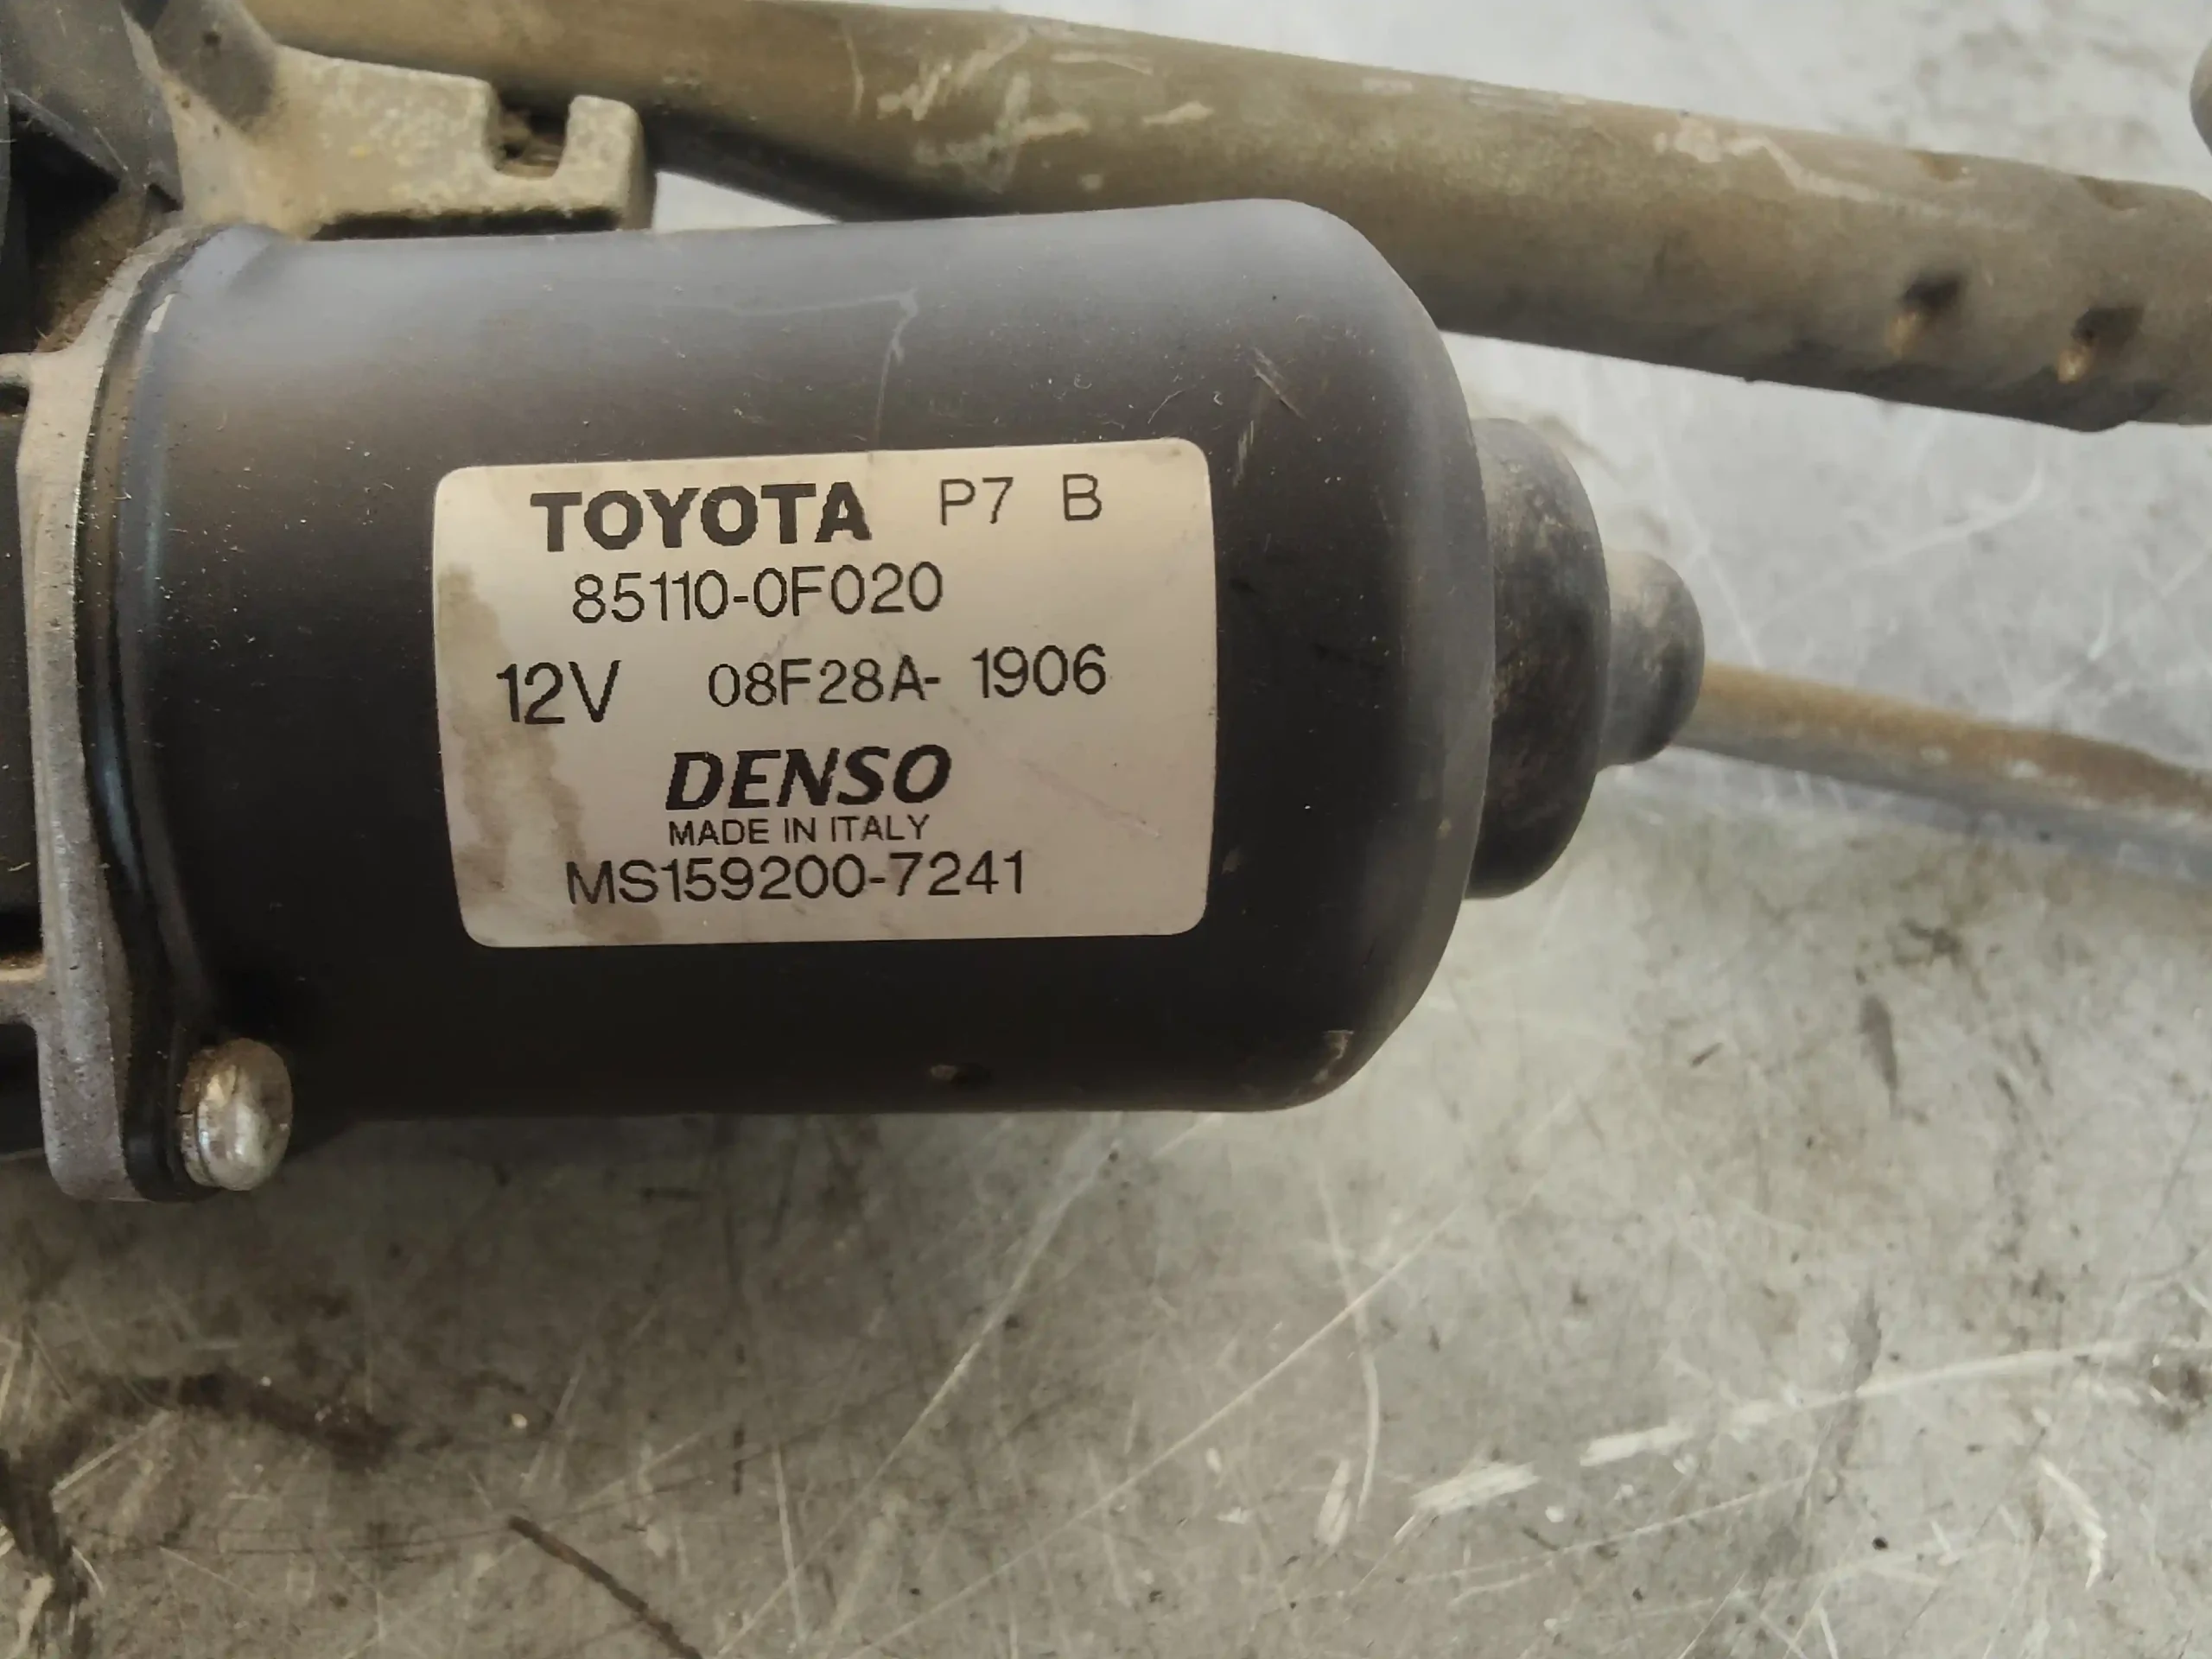 TOYOTA P7 B
85110-0F020
12V 08F28A- 1906
DENSO
MADE IN ITALY
MS159200-7241